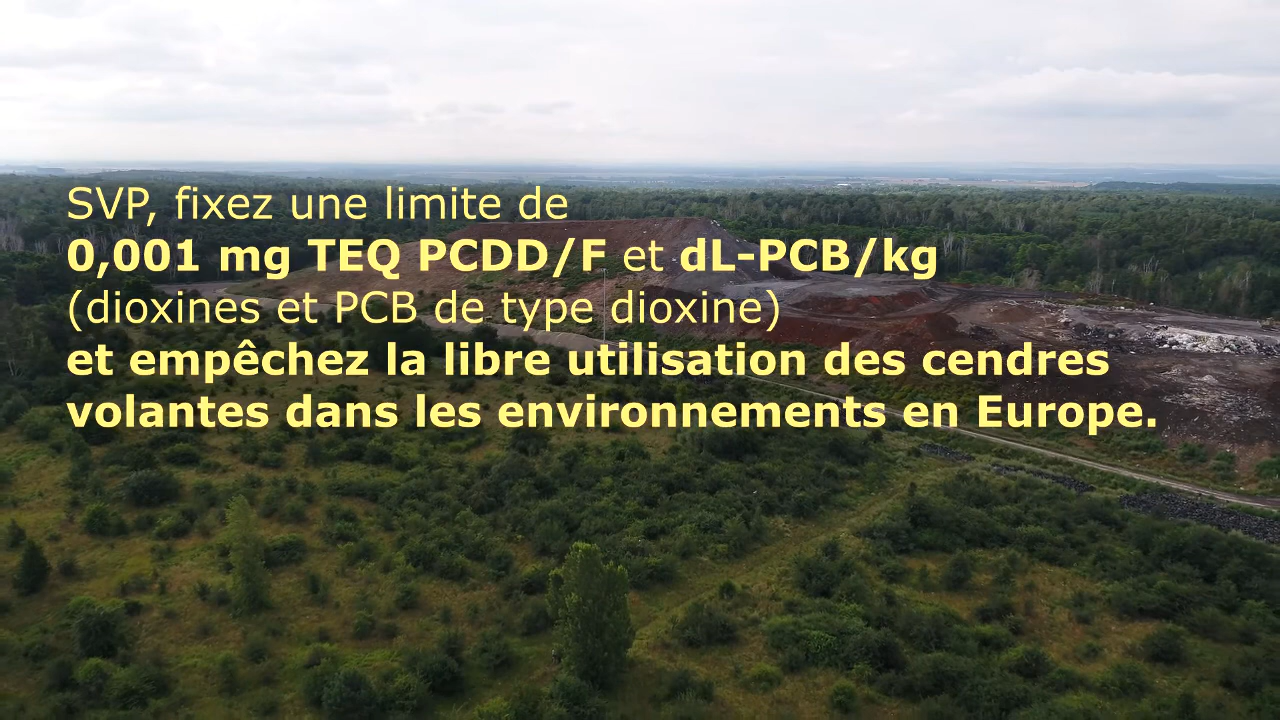 SVP, fixez une limite de
0,001 mg TEQ PCDD/F et dL-PCB/kg
(dioxines et PCB de type dioxine)
et empêchez la libre utilisation des cendres
volantes dans les environnements en Europe.